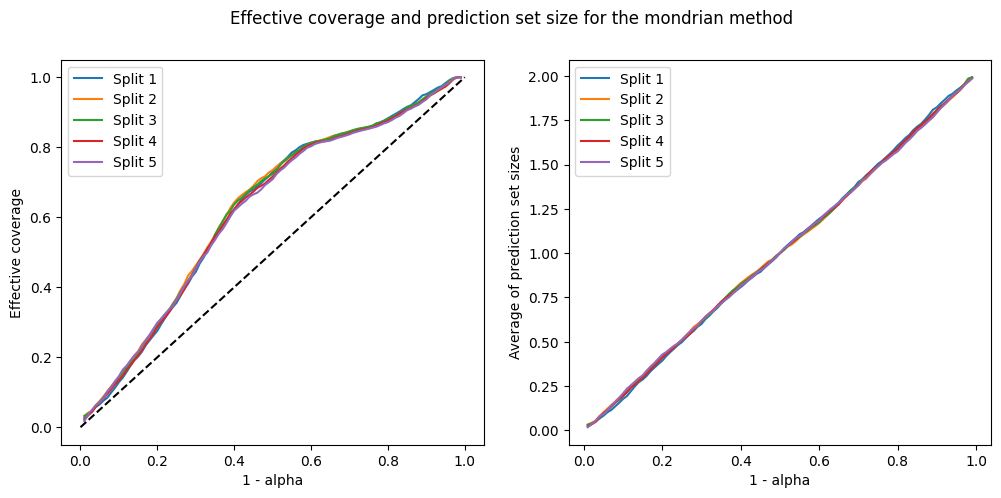 Effective coverage and prediction set size for the mondrian method
Effective coverage
1.0
0.8
0.6
0.4
0.2
0.0
Split 1
Split 2
Split 3
Split 4
Split 5
0.0 0.2 0.4 0.6 0.8 1.0
1 - alpha
Average of prediction set sizes
2.00
1.75
1.50
1.25
1.00
0.75
0.50
0.25
0.00
Split 1
Split 2
Split 3
Split 4
Split 5
0.0 0.2 0.4 0.6 0.8 1.0
1 - alpha